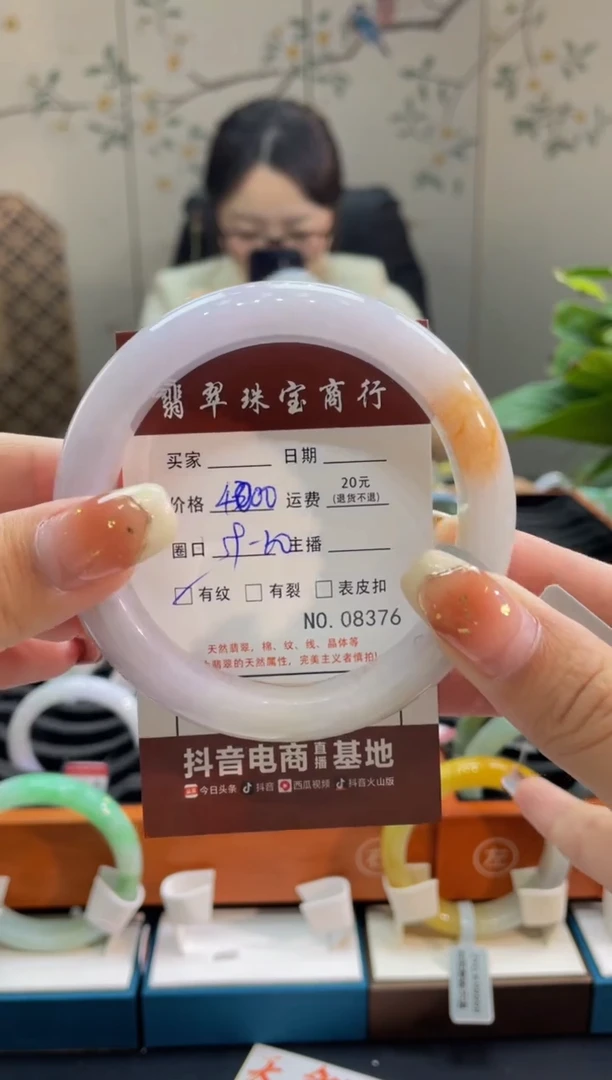 翡翠珠宝商行
买家 日期
价格 4800 运费 20元 (退货不退)
圈口 59-60 主播
☑ 有纹 □ 有裂 □ 表皮扣
NO. 08376
天然翡翠,棉、纹、线、晶体等
翡翠的天然属性,完美主义者慎拍!
抖音电商直播基地
今日头条 抖音 西瓜视频 抖音火山版
左